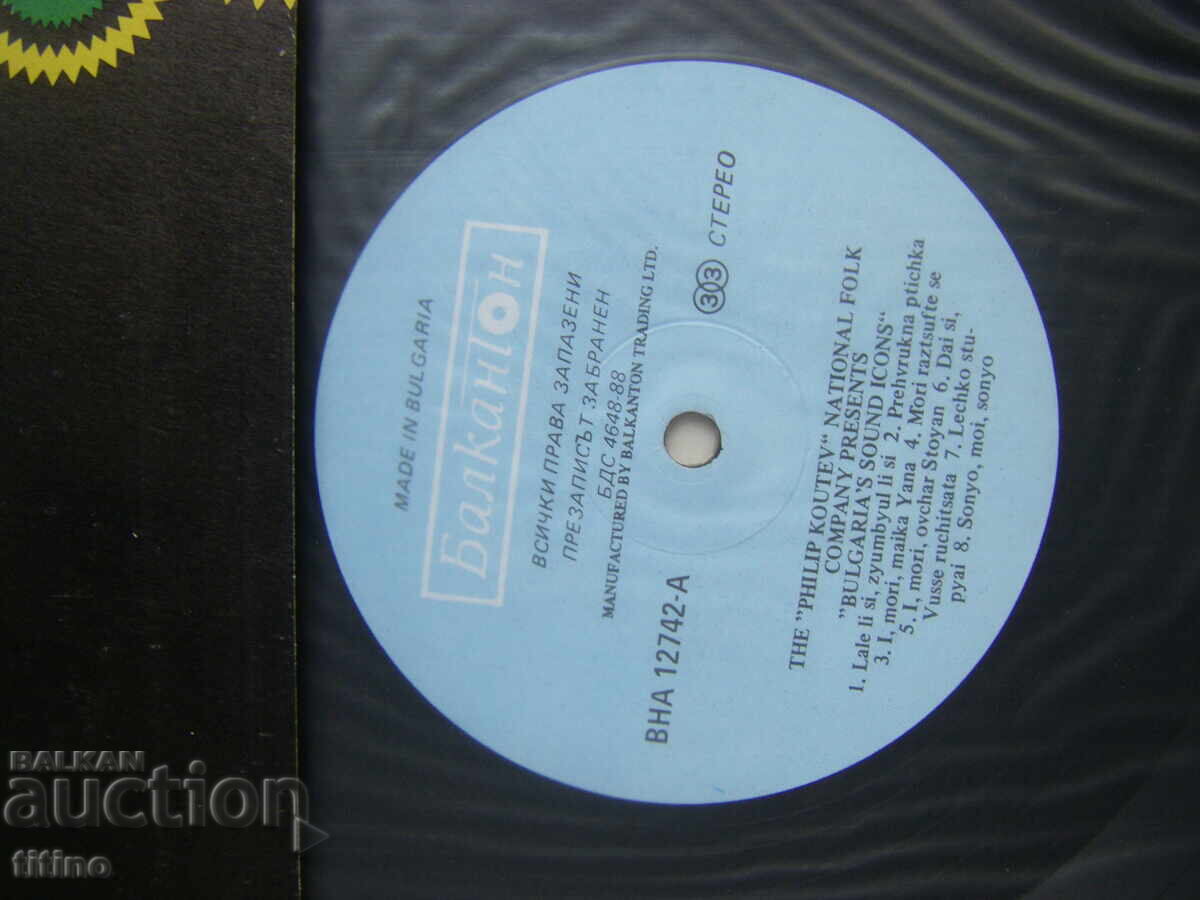 MADE IN BULGARIA
Балкантон
ВСИЧКИ ПРАВА ЗАПАЗЕНИ
ПРЕЗАПИСЪТ ЗАБРАНЕН
БДС 4648-88
MANUFACTURED BY BALKANTON TRADING LTD.
ВНА 12742-А
33 СТЕРЕО
THE "PHILIP KOUTEV" NATIONAL FOLK
COMPANY PRESENTS
"BULGARIA'S SOUND ICONS"
1. Lale li si, zyumbyul li si 2. Prehvrukna ptichka
3. I, mori, maika Yana 4. Mori raztsufte se
5. I, mori, ovchar Stoyan 6. Dai si,
Vusse ruchitsata 7. Lechko stu-
pyai 8. Sonyo, moi, sonyo
BALKAN
auction
titino